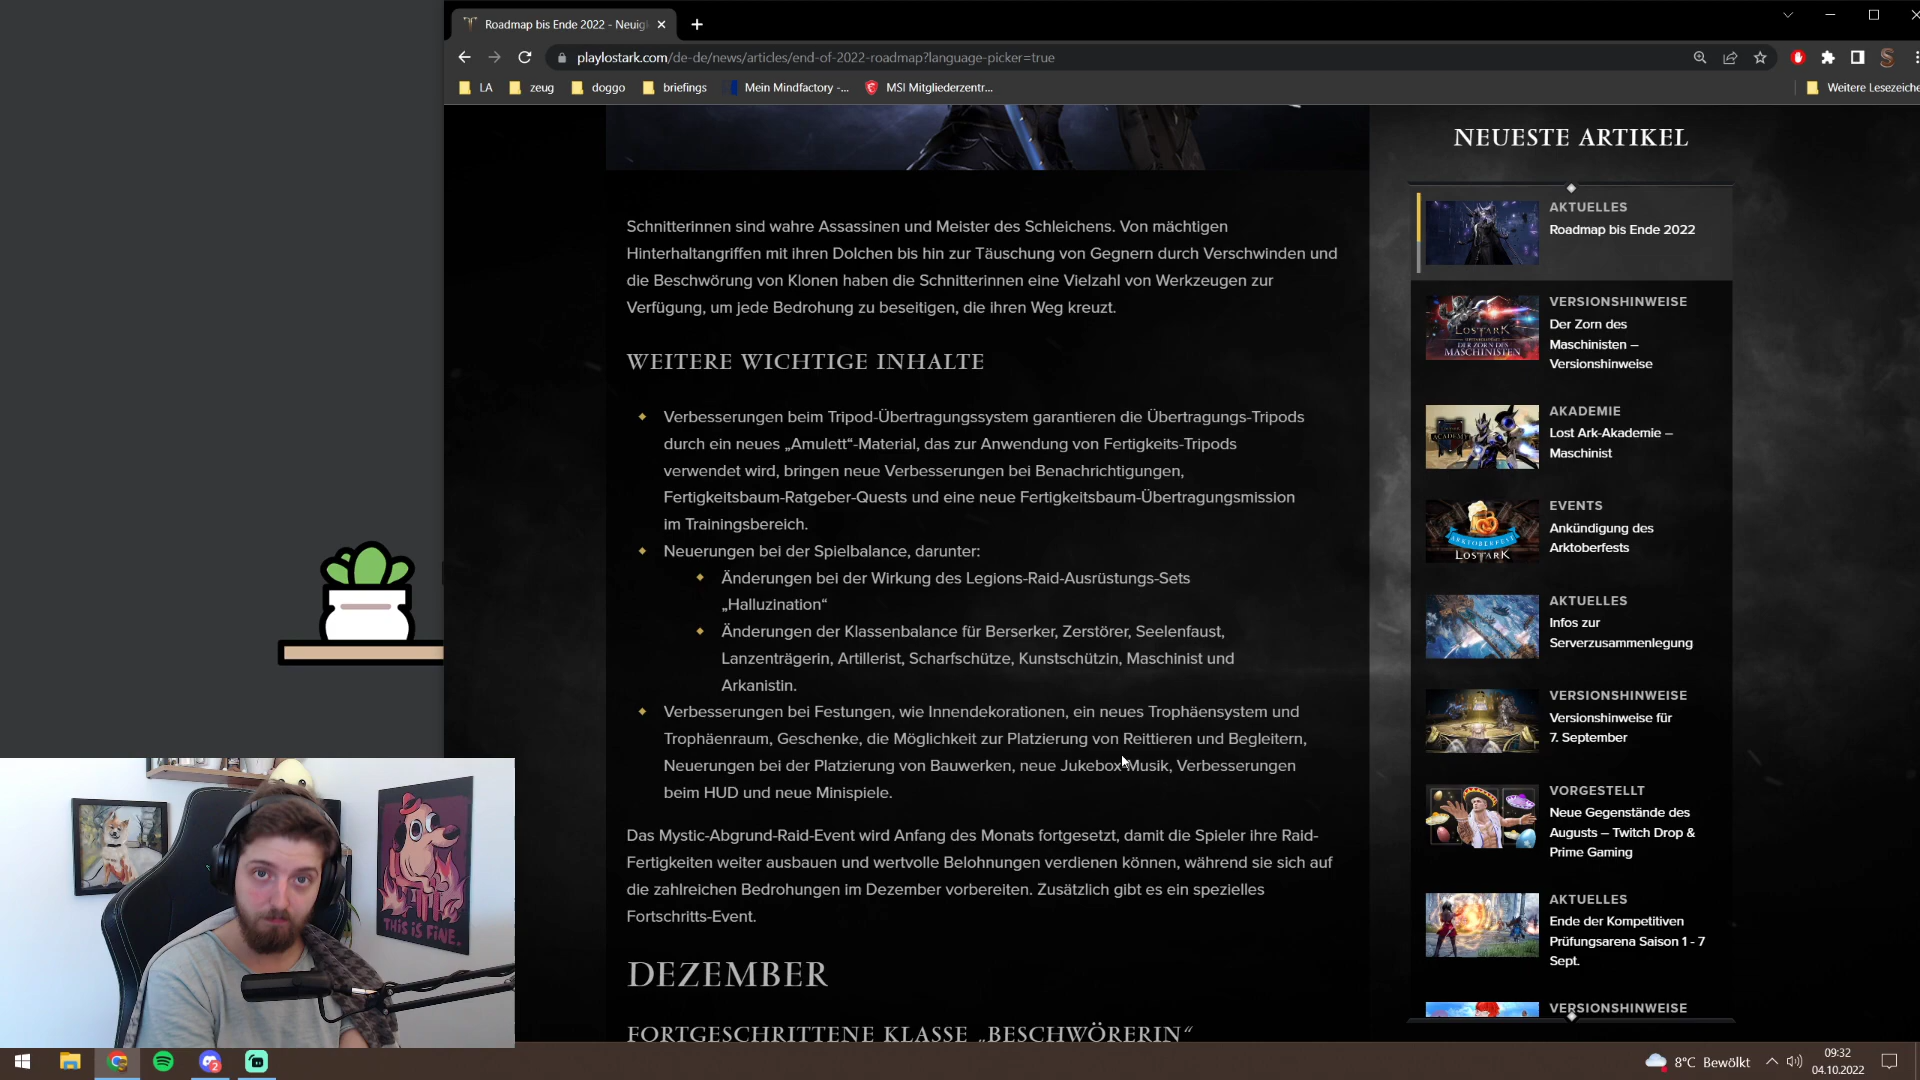 Roadmap bis Ende 2022 - Neuig
playlostark.com/de-de/news/articles/end-of-2022-roadmap?language-picker=true
LA
zeug
doggo
briefings
Mein Mindfactory -...
MSI Mitgliederzentr...
Weitere Lesezeiche
Schnitterinnen sind wahre Assassinen und Meister des Schleichens. Von mächtigen
Hinterhaltangriffen mit ihren Dolchen bis hin zur Täuschung von Gegnern durch Verschwinden und
die Beschwörung von Klonen haben die Schnitterinnen eine Vielzahl von Werkzeugen zur
Verfügung, um jede Bedrohung zu beseitigen, die ihren Weg kreuzt.
WEITERE WICHTIGE INHALTE
Verbesserungen beim Tripod-Übertragungssystem garantieren die Übertragungs-Tripods
durch ein neues „Amulett“-Material, das zur Anwendung von Fertigkeits-Tripods
verwendet wird, bringen neue Verbesserungen bei Benachrichtigungen,
Fertigkeitsbaum-Ratgeber-Quests und eine neue Fertigkeitsbaum-Übertragungsmission
im Trainingsbereich.
Neuerungen bei der Spielbalance, darunter:
Änderungen bei der Wirkung des Legions-Raid-Ausrüstungs-Sets
„Halluzination“
Änderungen der Klassenbalance für Berserker, Zerstörer, Seelenfaust,
Lanzenträgerin, Artillerist, Scharfschütze, Kunstschützin, Maschinist und
Arkanistin.
Verbesserungen bei Festungen, wie Innendekorationen, ein neues Trophäensystem und
Trophäenraum, Geschenke, die Möglichkeit zur Platzierung von Reittieren und Begleitern,
Neuerungen bei der Platzierung von Bauwerken, neue Jukebox-Musik, Verbesserungen
beim HUD und neue Minispiele.
Das Mystic-Abgrund-Raid-Event wird Anfang des Monats fortgesetzt, damit die Spieler ihre Raid-
Fertigkeiten weiter ausbauen und wertvolle Belohnungen verdienen können, während sie sich auf
die zahlreichen Bedrohungen im Dezember vorbereiten. Zusätzlich gibt es ein spezielles
Fortschritts-Event.
DEZEMBER
FORTGESCHRITTENE KLASSE „BESCHWÖRERIN“
NEUESTE ARTIKEL
AKTUELLES
Roadmap bis Ende 2022
VERSIONSHINWEISE
Der Zorn des
Maschinisten –
Versionshinweise
LOSTARK
DER ZORN DES
MASCHINISTEN
AKADEMIE
Lost Ark-Akademie –
Maschinist
ACADEMY
EVENTS
Ankündigung des
Arktoberfests
ARKTOBERFEST
LOSTARK
AKTUELLES
Infos zur
Serverzusammenlegung
VERSIONSHINWEISE
Versionshinweise für
7. September
VORGESTELLT
Neue Gegenstände des
Augusts – Twitch Drop &
Prime Gaming
AKTUELLES
Ende der Kompetitiven
Prüfungsarena Saison 1 - 7
Sept.
VERSIONSHINWEISE
THIS IS FINE.
2
8°C Bewölkt
09:32
04.10.2022